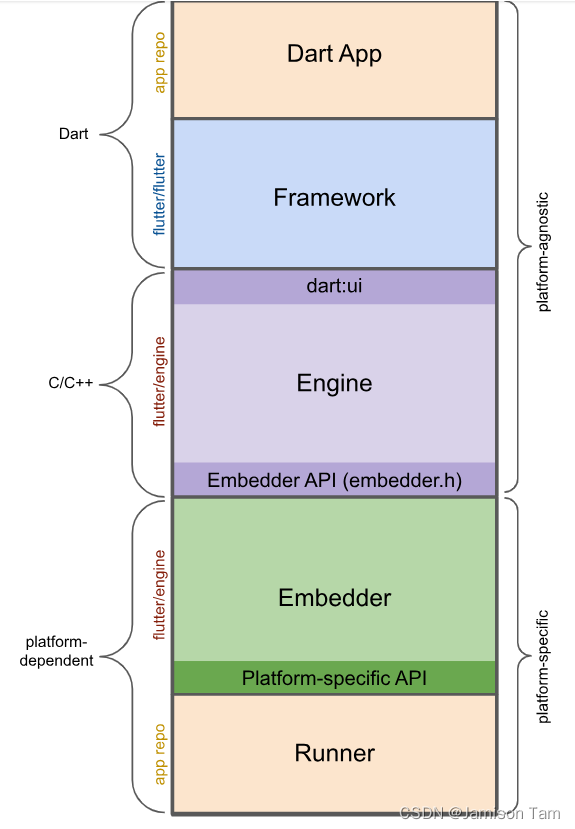 Dart App
app repo
Dart
flutter/flutter
Framework
platform-agnostic
dart:ui
C/C++
flutter/engine
Engine
Embedder API (embedder.h)
flutter/engine
Embedder
platform-
dependent
Platform-specific API
platform-specific
app repo
Runner
CSDN @Jamison Tam